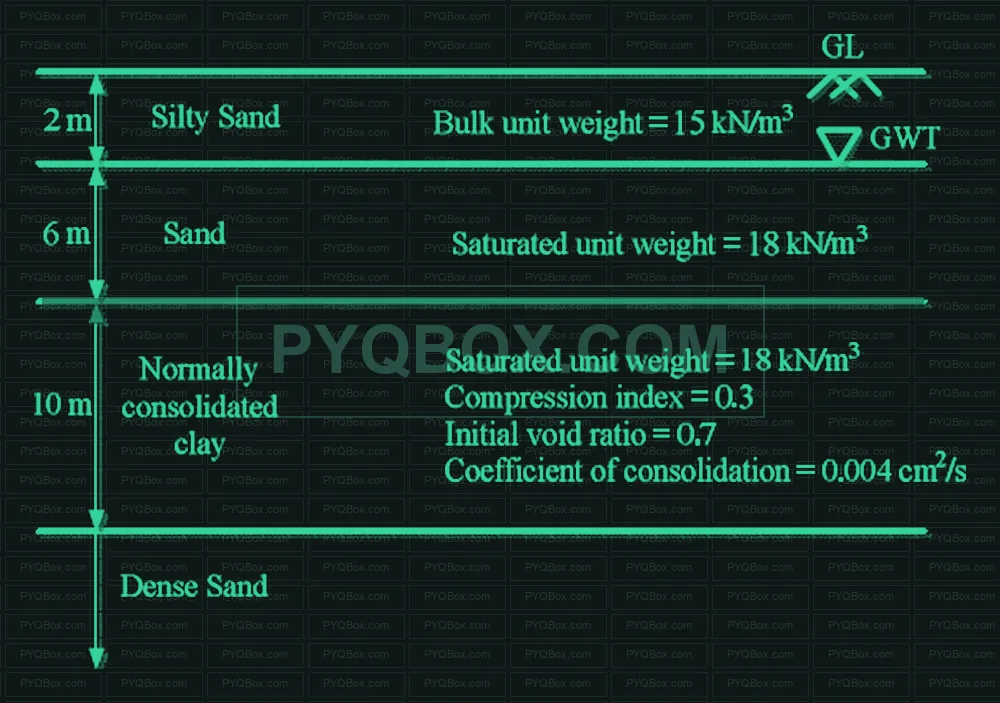 GL
2 m
Silty Sand
Bulk unit weight = 15 kN/m³
GWT
6 m
Sand
Saturated unit weight = 18 kN/m³
PYQBOX.COM
10 m
Normally
consolidated
clay
Saturated unit weight = 18 kN/m³
Compression index = 0.3
Initial void ratio = 0.7
Coefficient of consolidation = 0.004 cm²/s
Dense Sand
PYQBox.com